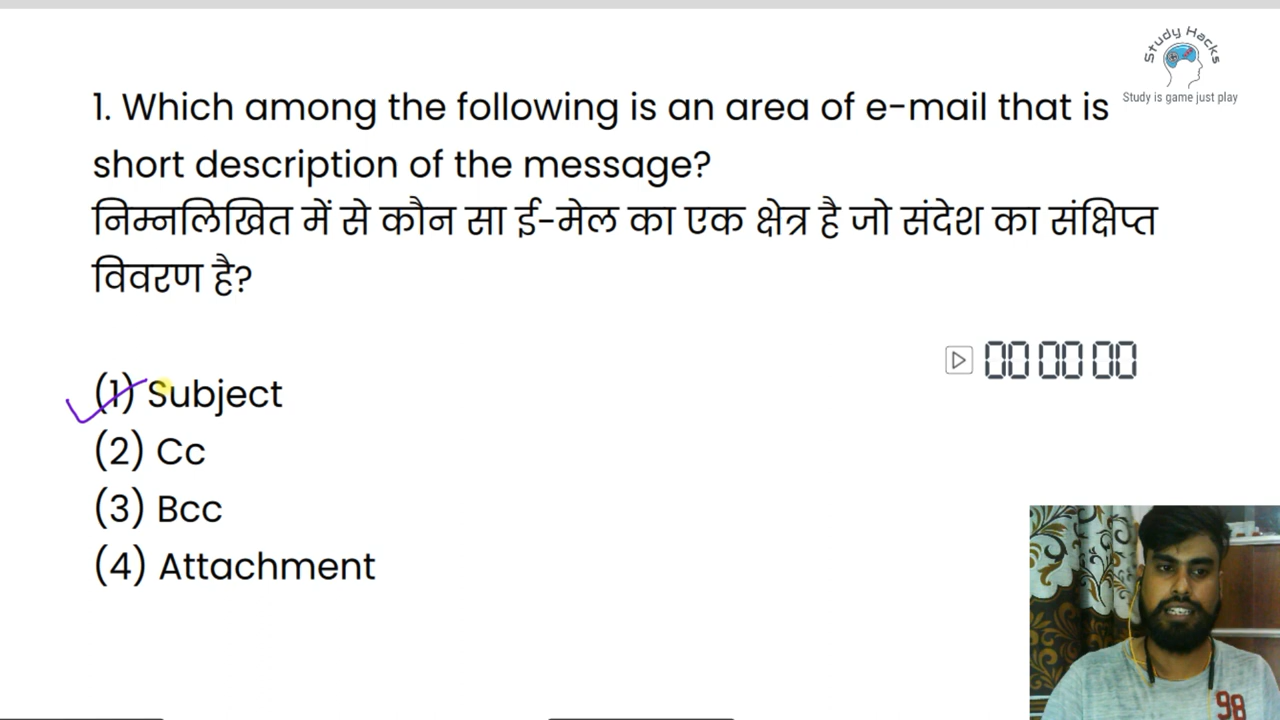 Study Hacks
Study is game just play
1. Which among the following is an area of e-mail that is
short description of the message?
निम्नलिखित में से कौन सा ई-मेल का एक क्षेत्र है जो संदेश का संक्षिप्त
विवरण है?
00 00 00
(1) Subject
(2) Cc
(3) Bcc
(4) Attachment
98